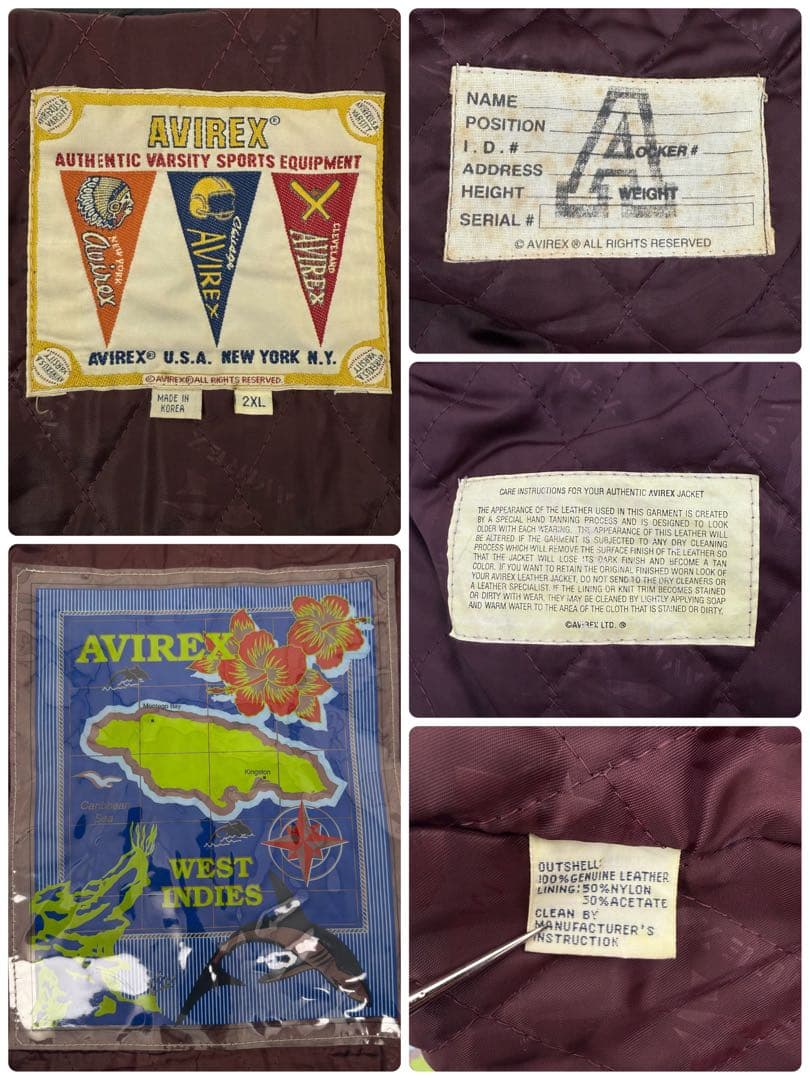 AVIREX®
AUTHENTIC VARSITY SPORTS EQUIPMENT
NEW YORK
Avirex
Chicago
AVIREX
CLEVELAND
AVIREX
AVIREX® U.S.A. NEW YORK N.Y.
©AVIREX®ALL RIGHTS RESERVED.
MADE IN
KOREA
2XL
NAME
POSITION
I.D.# LOCKER#
ADDRESS
HEIGHT WEIGHT
SERIAL #
© AVIREX ® ALL RIGHTS RESERVED
CARE INSTRUCTIONS FOR YOUR AUTHENTIC AVIREX JACKET
THE APPEARANCE OF THE LEATHER USED IN THIS GARMENT IS CREATED
BY A SPECIAL HAND TANNING PROCESS AND IS DESIGNED TO LOOK
OLDER WITH EACH WEARING. THE APPEARANCE OF THIS LEATHER WILL
BE ALTERED IF THE GARMENT IS SUBJECTED TO ANY DRY CLEANING
PROCESS WHICH WILL REMOVE THE SURFACE FINISH OF THE LEATHER SO
THAT THE JACKET WILL LOSE ITS DARK FINISH AND BECOME A TAN
COLOR. IF YOU WANT TO RETAIN THE ORIGINAL FINISHED WORN LOOK OF
YOUR AVIREX LEATHER JACKET, DO NOT SEND TO THE DRY CLEANERS OR
A LEATHER SPECIALIST. IF THE LINING OR KNIT TRIM BECOMES STAINED
OR DIRTY WITH WEAR, THEY MAY BE CLEANED BY LIGHTLY APPLYING SOAP
AND WARM WATER TO THE AREA OF THE CLOTH THAT IS STAINED OR DIRTY.
©AVIREX LTD. ®
AVIREX
Montego Bay
Kingston
Caribbean
Sea
WEST
INDIES
OUTSHELL:
100%GENUINE LEATHER
LINING:50%NYLON
50%ACETATE
CLEAN BY
MANUFACTURER'S
INSTRUCTION